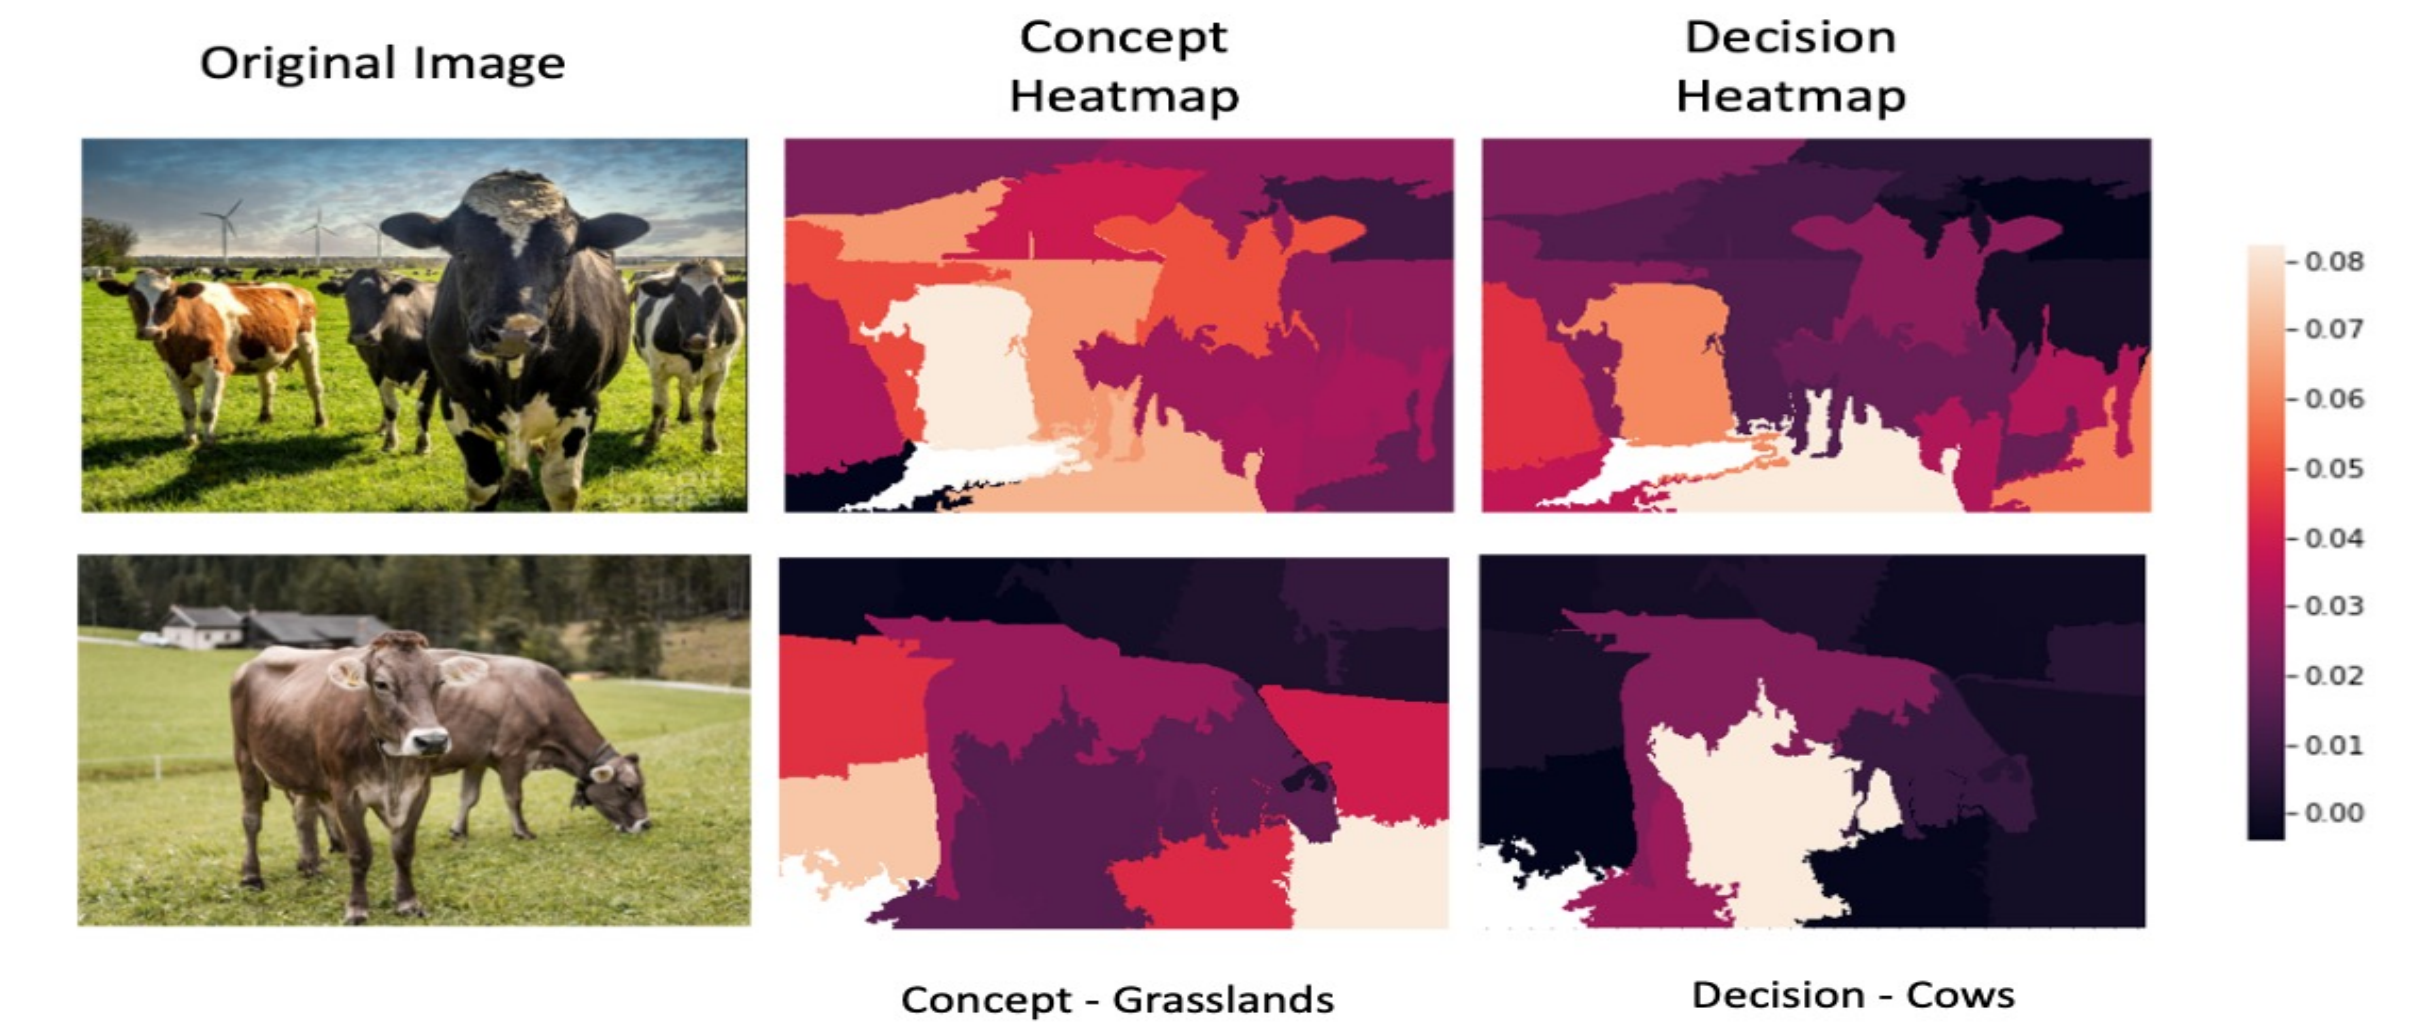 Original Image
Concept
Heatmap
Decision
Heatmap
0.08
0.07
0.06
0.05
0.04
0.03
0.02
0.01
0.00
Concept - Grasslands
Decision - Cows